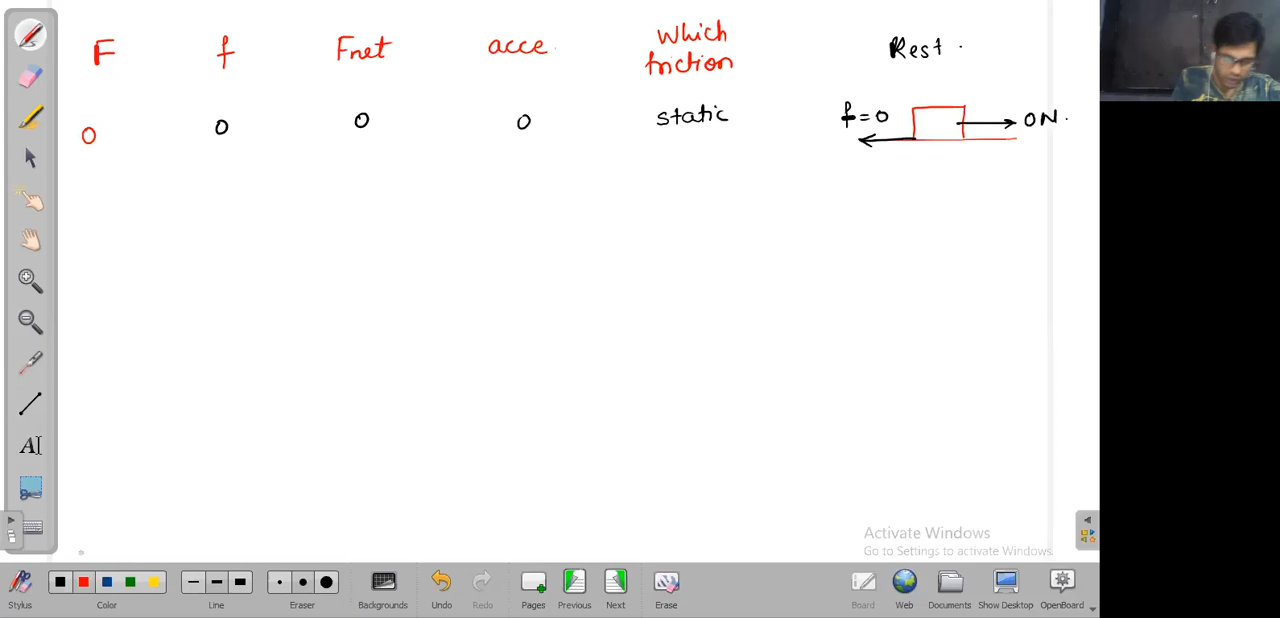 F f Fnet acce Which friction Rest.
0 0 0 0 static f = 0 0 N.
A
Activate Windows
Go to Settings to activate Windows.
Stylus Color Line Eraser Backgrounds Undo Redo Pages Previous Next Erase Board Web Documents Show Desktop OpenBoard